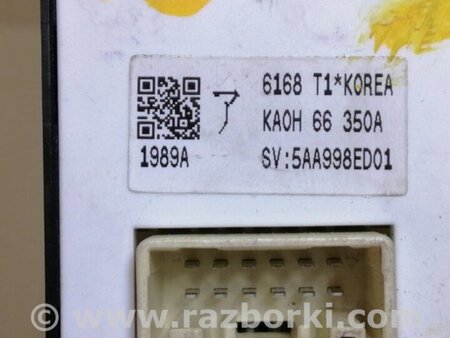 ア
6168 T1*KOREA
KA0H 66 350A
1989A
SV:5AA998ED01
© www.razborki.com